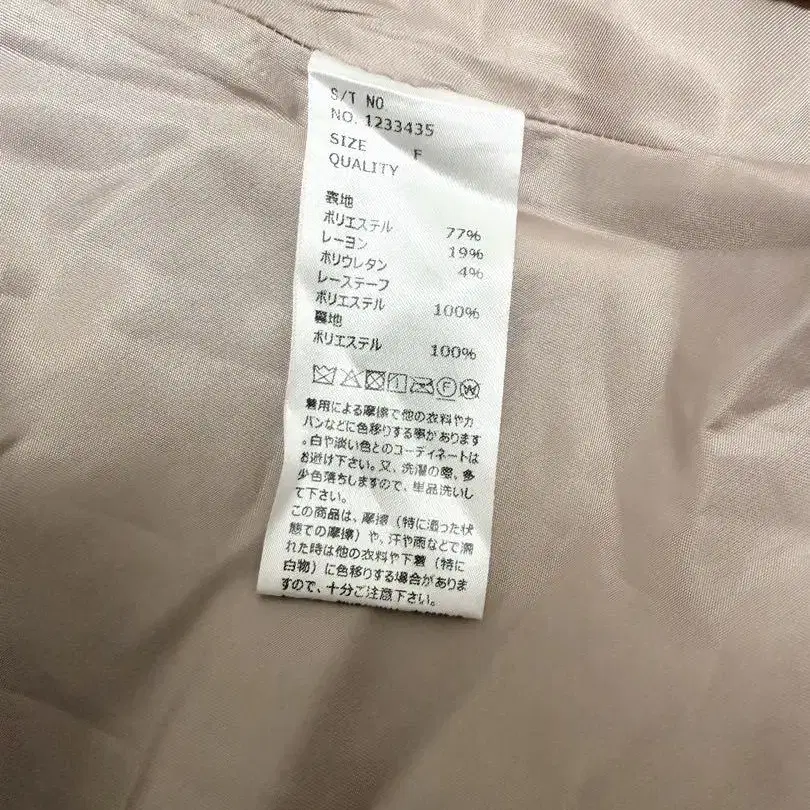 S/T NO
NO. 1233435
SIZE F
QUALITY
表地
ポリエステル 77%
レーヨン 19%
ポリウレタン 4%
レーステープ
ポリエステル 100%
裏地
ポリエステル 100%
F W
着用による摩擦で他の衣料やカ
バンなどに色移りする事があります
。白や淡い色とのコーディネートは
お避け下さい。又、洗濯の際、多
少色落ちしますので、単品洗いし
て下さい。
この商品は、摩擦（特に湿った状
態での摩擦）や、汗や雨などで濡
れた時は他の衣料や下着（特に
白物）に色移りする場合がありま
すので、十分ご注意下さい。